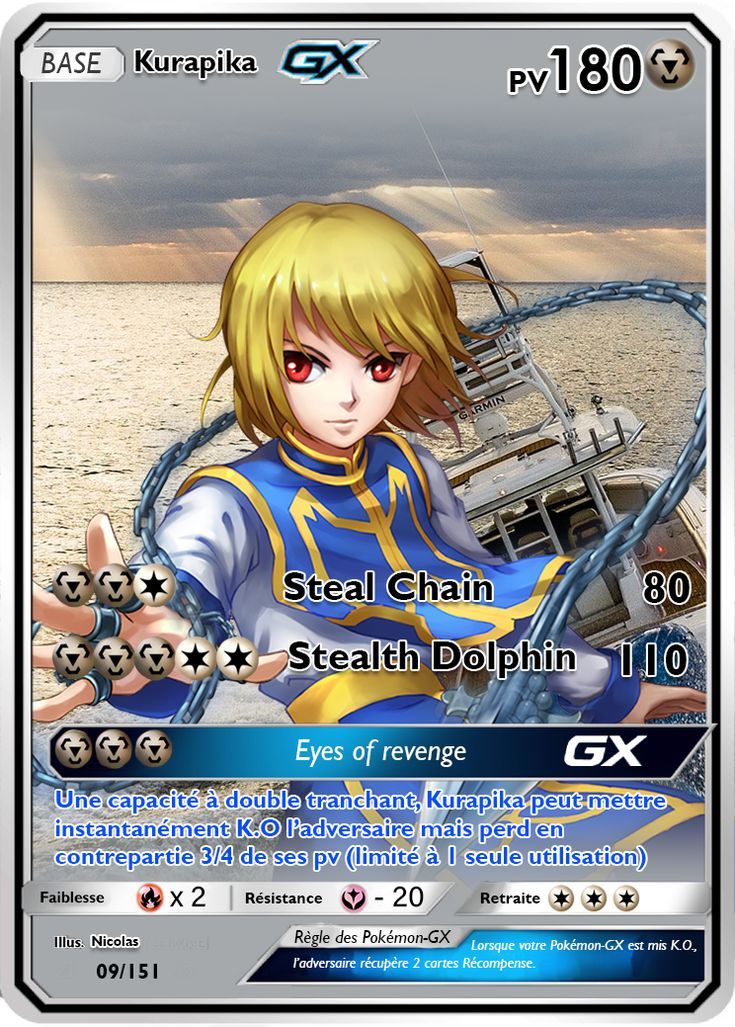 BASE Kurapika GX PV180
GARMIN
Steal Chain 80
Stealth Dolphin 110
Eyes of revenge GX
Une capacité à double tranchant, Kurapika peut mettre
instantanément K.O l'adversaire mais perd en
contrepartie 3/4 de ses pv (limité à 1 seule utilisation)
Faiblesse x 2 Résistance - 20 Retraite
Illus. Nicolas
Règle des Pokémon-GX
Lorsque votre Pokémon-GX est mis K.O.,
l'adversaire récupère 2 cartes Récompense.
09/151